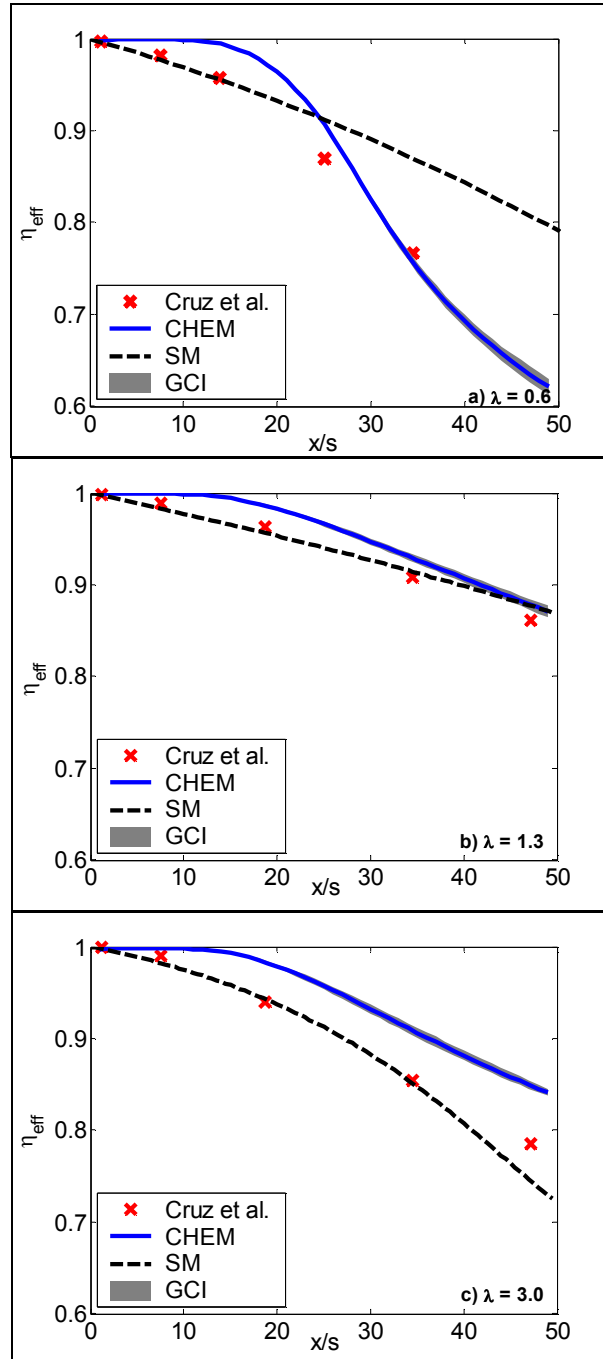 1
0.9
0.8
0.7
0.6
η_eff
Cruz et al.
CHEM
SM
GCI
a) λ = 0.6
0 10 20 30 40 50
x/s
1
0.9
0.8
0.7
0.6
η_eff
Cruz et al.
CHEM
SM
GCI
b) λ = 1.3
0 10 20 30 40 50
x/s
1
0.9
0.8
0.7
0.6
η_eff
Cruz et al.
CHEM
SM
GCI
c) λ = 3.0
0 10 20 30 40 50
x/s